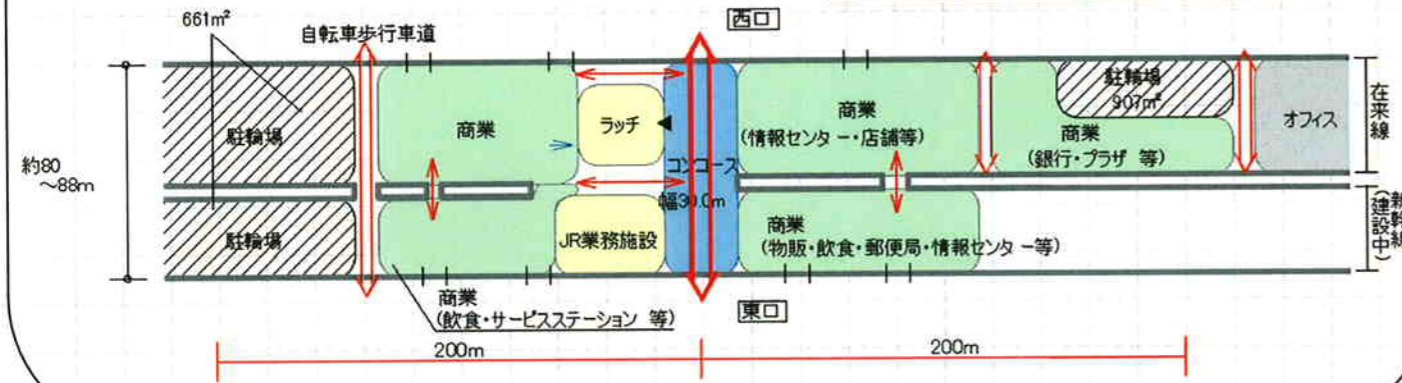 661m²
自転車歩行車道
西口
駐輪場
商業
ラッチ
商業
(情報センター・店舗等)
駐輪場
907m²
商業
(銀行・プラザ 等)
オフィス
在来線
約80
～88m
コンコース
幅30.0m
駐輪場
JR業務施設
商業
(物販・飲食・郵便局・情報センター等)
新幹線
(建設中)
商業
(飲食・サービスステーション 等)
東口
200m
200m